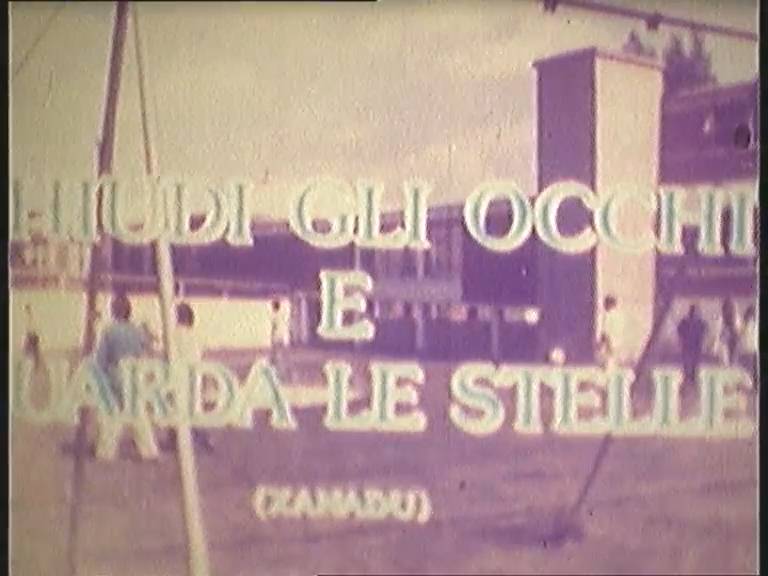 HIUDI GLI OCCHI
E
UARDA LE STELLE
(XANADU)